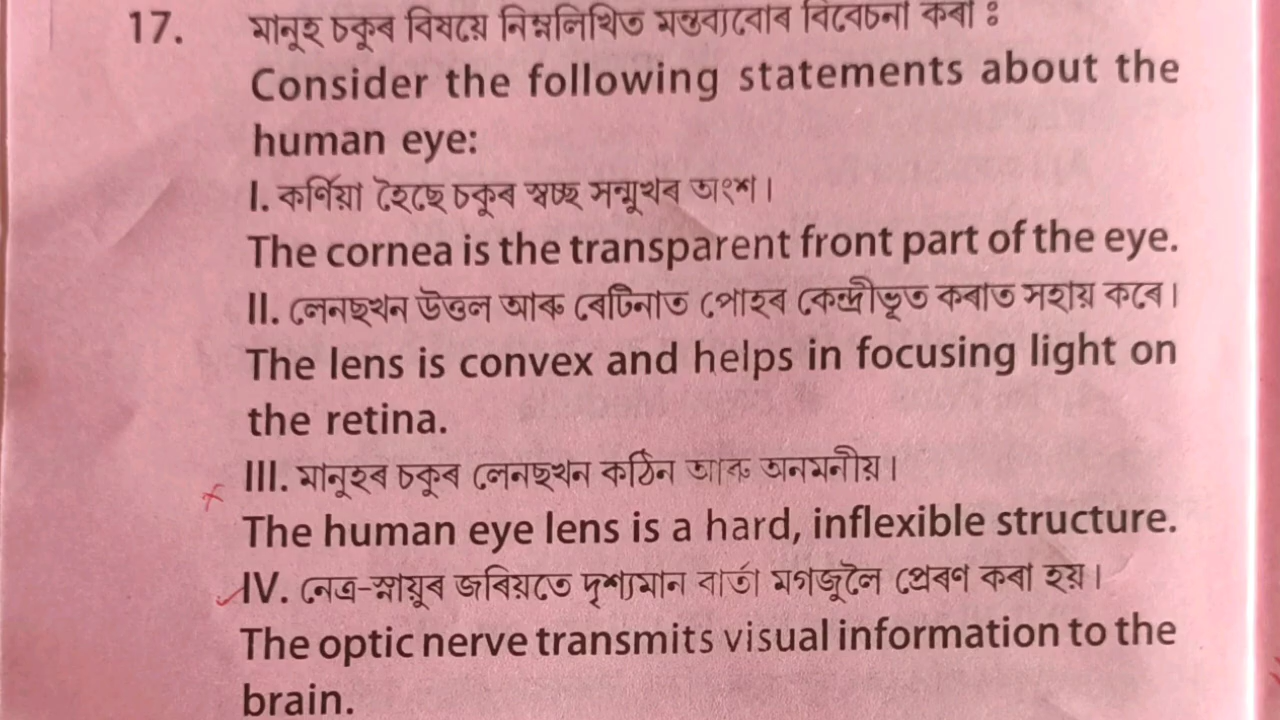 17. মানুহ চকুৰ বিষয়ে নিম্নলিখিত মন্তব্যবোৰ বিবেচনা কৰা :
Consider the following statements about the
human eye:
I. কৰ্ণিয়া হৈছে চকুৰ স্বচ্ছ সন্মুখৰ অংশ।
The cornea is the transparent front part of the eye.
II. লেনছখন উত্তল আৰু ৰেটিনাত পোহৰ কেন্দ্ৰীভূত কৰাত সহায় কৰে।
The lens is convex and helps in focusing light on
the retina.
III. মানুহৰ চকুৰ লেনছখন কঠিন আৰু অনমনীয়।
The human eye lens is a hard, inflexible structure.
IV. নেত্ৰ-স্নায়ুৰ জৰিয়তে দৃশ্যমান বাৰ্তা মগজুলৈ প্ৰেৰণ কৰা হয়।
The optic nerve transmits visual information to the
brain.